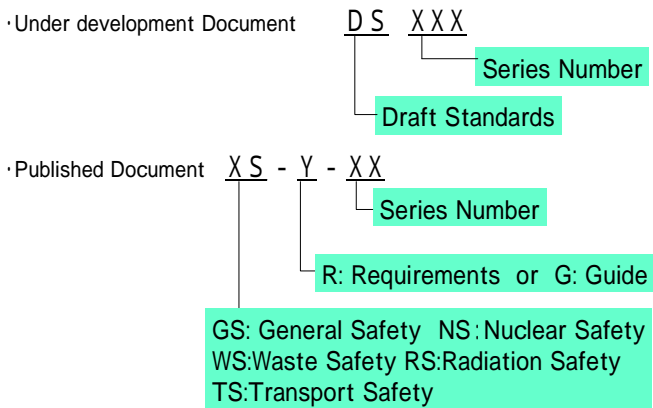 ·Under development Document DS XXX
Series Number
Draft Standards
·Published Document XS - Y - XX
Series Number
R: Requirements or G: Guide
GS: General Safety NS:Nuclear Safety
WS:Waste Safety RS:Radiation Safety
TS:Transport Safety